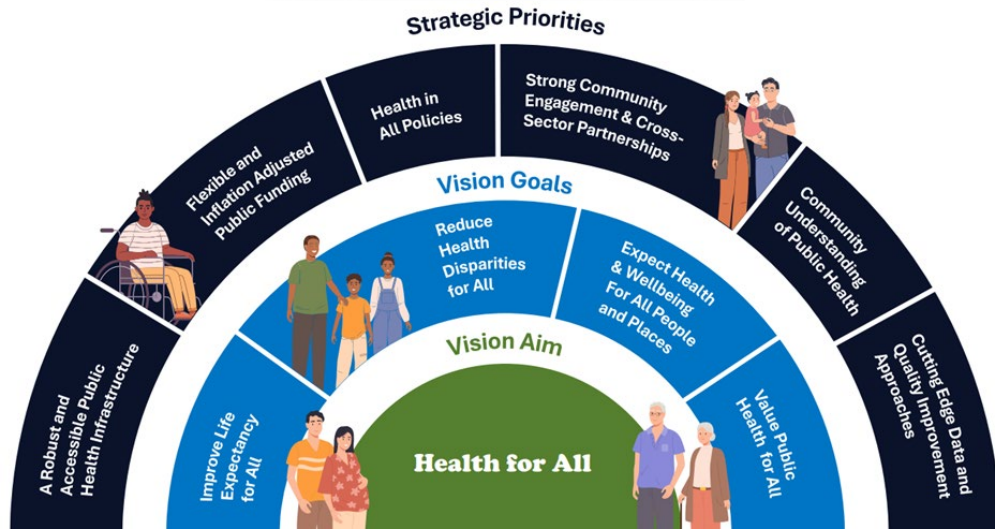 Strategic Priorities
A Robust and
Accessible Public
Health Infrastructure
Flexible and
Inflation Adjusted
Public Funding
Health in
All Policies
Strong Community
Engagement & Cross-
Sector Partnerships
Community
Understanding
of Public Health
Cutting Edge Data and
Quality Improvement
Approaches
Vision Goals
Improve Life
Expectancy
for All
Reduce
Health
Disparities
for All
Expect Health
& Wellbeing
For All People
and Places
Value Public
Health for All
Vision Aim
Health for All